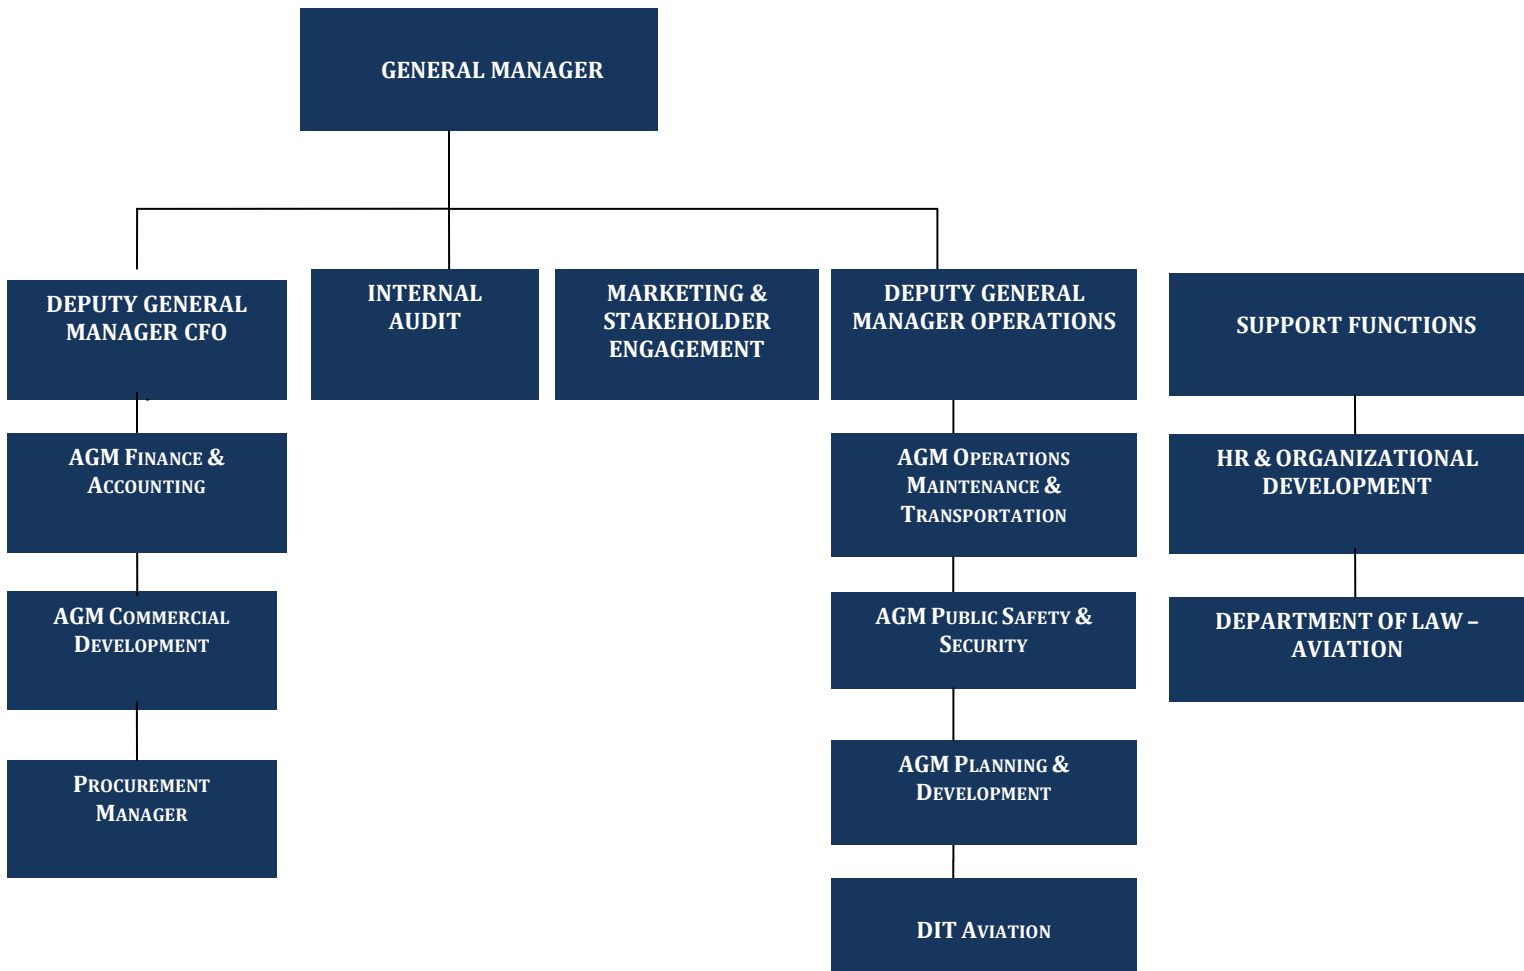 GENERAL MANAGER
DEPUTY GENERAL
MANAGER CFO
INTERNAL
AUDIT
MARKETING &
STAKEHOLDER
ENGAGEMENT
DEPUTY GENERAL
MANAGER OPERATIONS
SUPPORT FUNCTIONS
AGM FINANCE &
ACCOUNTING
AGM OPERATIONS
MAINTENANCE &
TRANSPORTATION
HR & ORGANIZATIONAL
DEVELOPMENT
AGM COMMERCIAL
DEVELOPMENT
AGM PUBLIC SAFETY &
SECURITY
DEPARTMENT OF LAW –
AVIATION
PROCUREMENT
MANAGER
AGM PLANNING &
DEVELOPMENT
DIT AVIATION